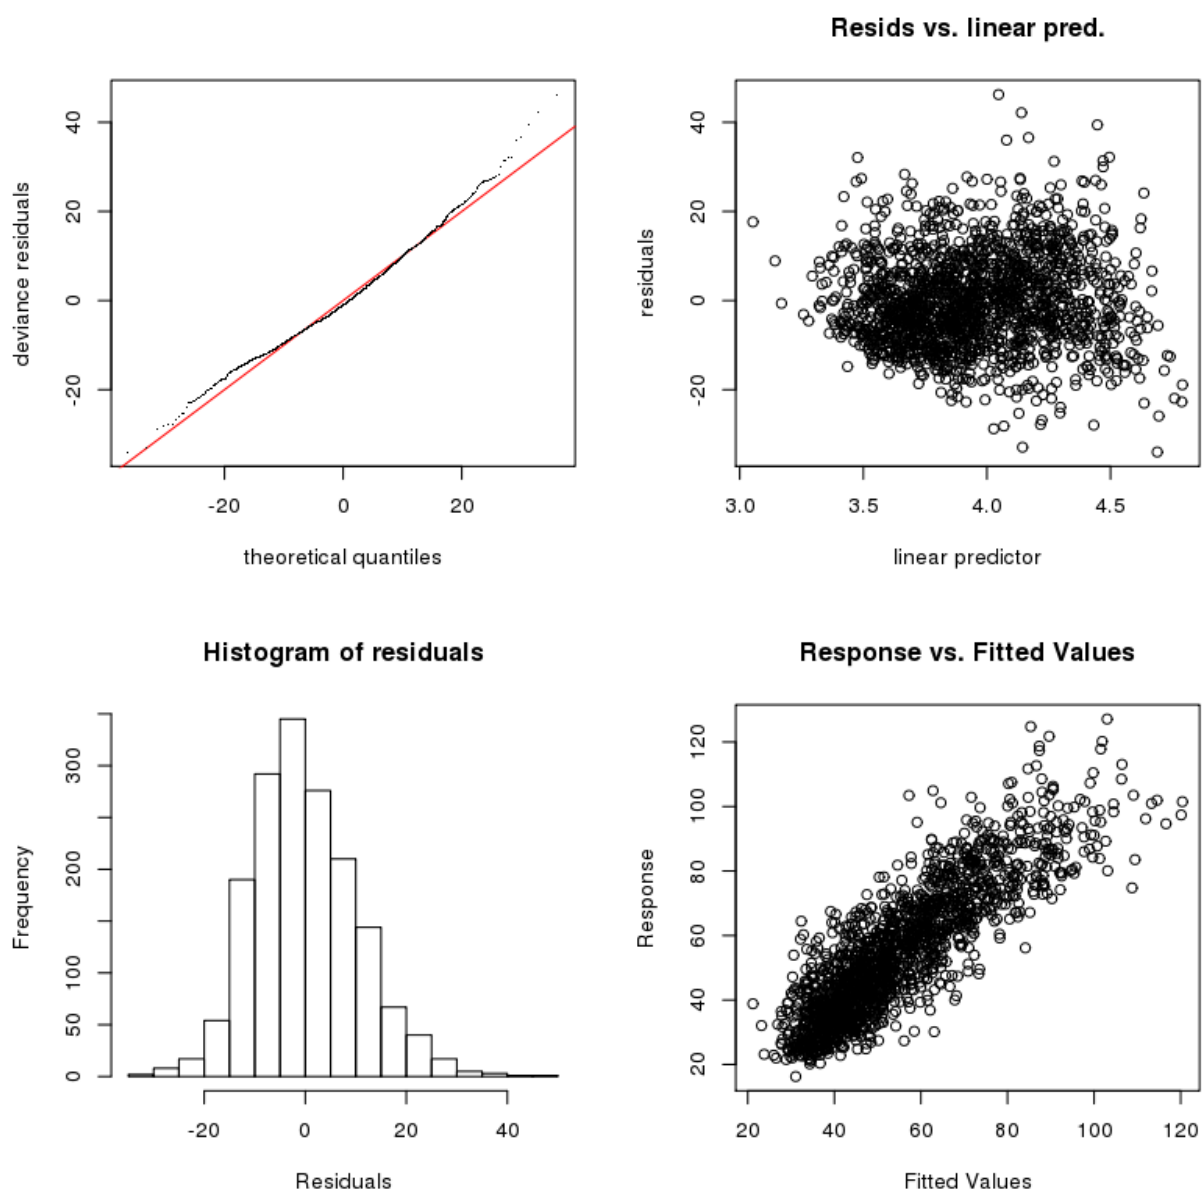 deviance residuals
40
20
0
-20
-20 0 20
theoretical quantiles
Resids vs. linear pred.
residuals
40
20
0
-20
3.0 3.5 4.0 4.5
linear predictor
Histogram of residuals
Frequency
300
200
100
50
0
-20 0 20 40
Residuals
Response vs. Fitted Values
Response
120
100
80
60
40
20
20 40 60 80 100 120
Fitted Values